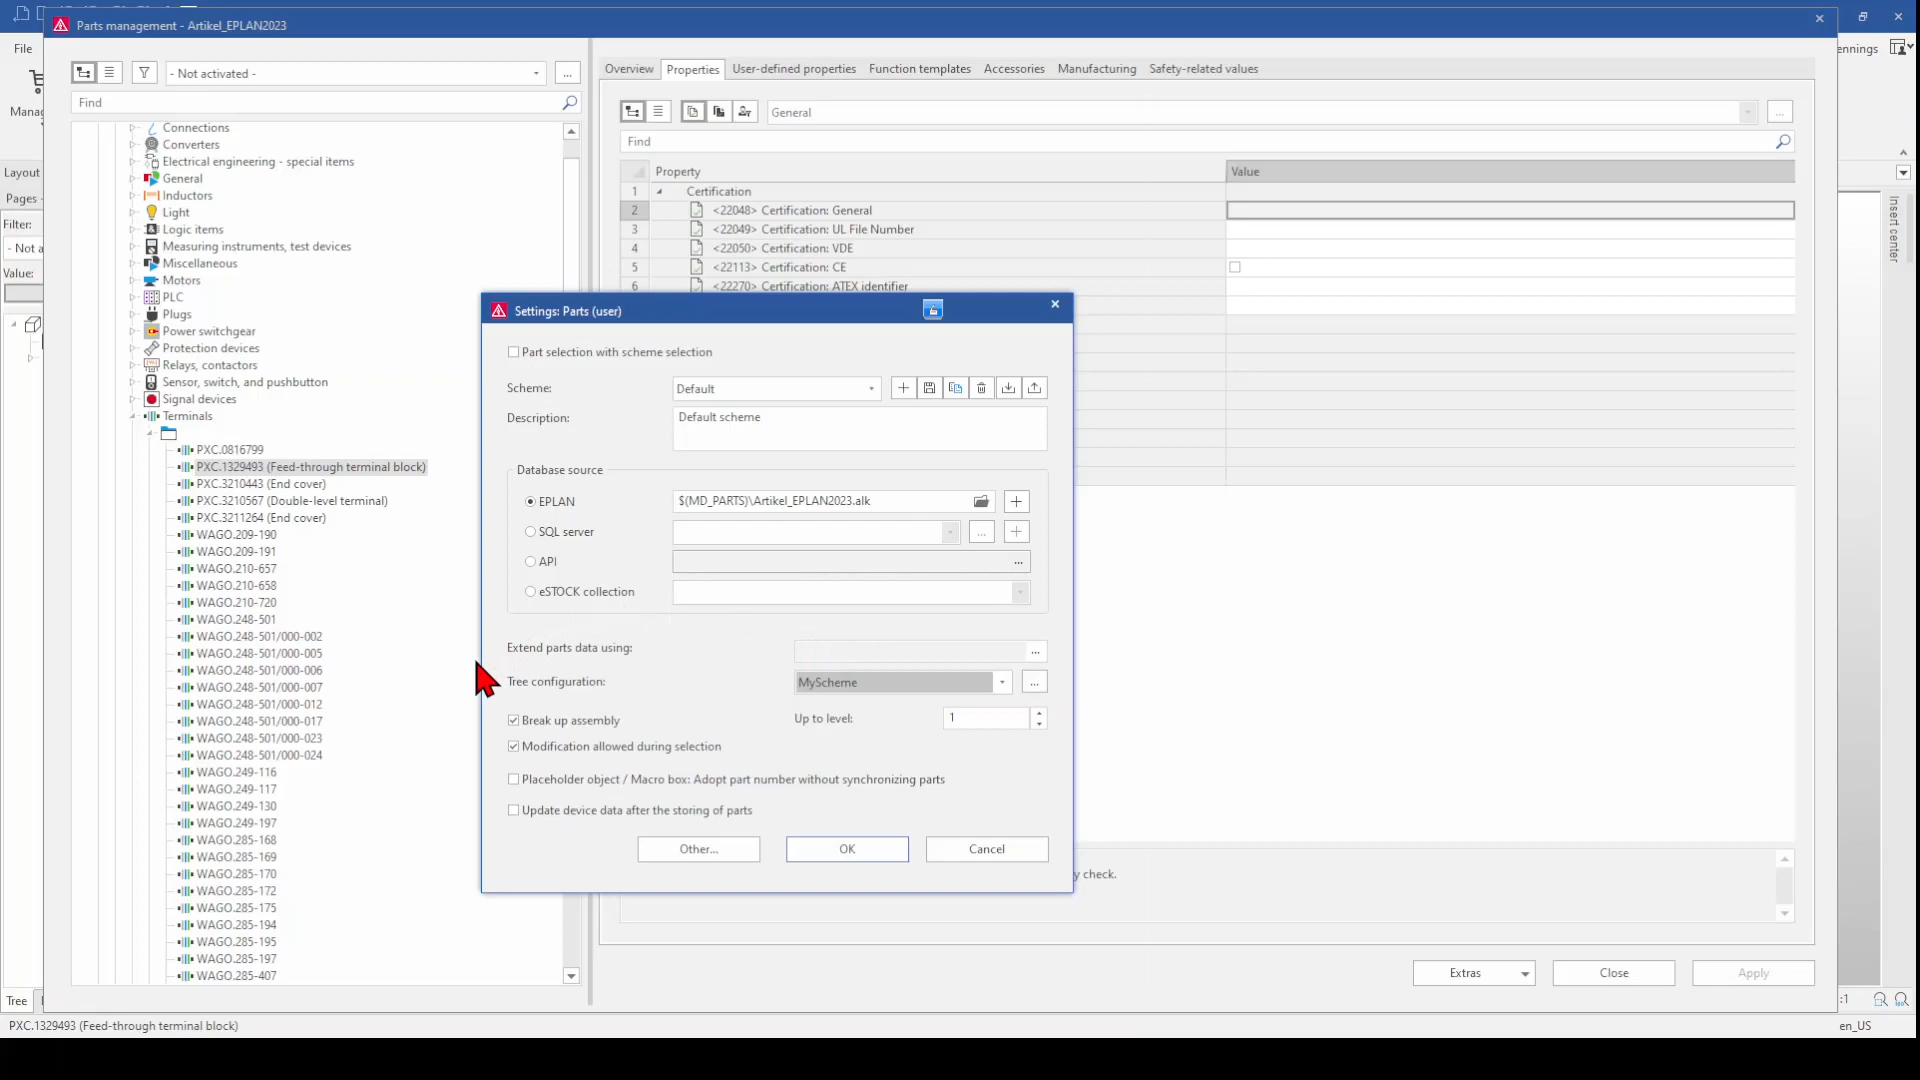 Parts management - Artikel_EPLAN2023
File
ennings
Manag
Layout
Pages -
Filter:
- Not a
Value:
Tree
- Not activated -
...
Find
Connections
Converters
Electrical engineering - special items
General
Inductors
Light
Logic items
Measuring instruments, test devices
Miscellaneous
Motors
PLC
Plugs
Power switchgear
Protection devices
Relays, contactors
Sensor, switch, and pushbutton
Signal devices
Terminals
PXC.0816799
PXC.1329493 (Feed-through terminal block)
PXC.3210443 (End cover)
PXC.3210567 (Double-level terminal)
PXC.3211264 (End cover)
WAGO.209-190
WAGO.209-191
WAGO.210-657
WAGO.210-658
WAGO.210-720
WAGO.248-501
WAGO.248-501/000-002
WAGO.248-501/000-005
WAGO.248-501/000-006
WAGO.248-501/000-007
WAGO.248-501/000-012
WAGO.248-501/000-017
WAGO.248-501/000-023
WAGO.248-501/000-024
WAGO.249-116
WAGO.249-117
WAGO.249-130
WAGO.249-197
WAGO.285-168
WAGO.285-169
WAGO.285-170
WAGO.285-172
WAGO.285-175
WAGO.285-194
WAGO.285-195
WAGO.285-197
WAGO.285-407
Overview Properties User-defined properties Function templates Accessories Manufacturing Safety-related values
General
...
Find
Property Value
1 Certification
2 <22048> Certification: General
3 <22049> Certification: UL File Number
4 <22050> Certification: VDE
5 <22113> Certification: CE
6 <22270> Certification: ATEX identifier
Settings: Parts (user)
Part selection with scheme selection
Scheme: Default
Description: Default scheme
Database source
EPLAN $(MD_PARTS)\Artikel_EPLAN2023.alk
SQL server ...
API ...
eSTOCK collection
Extend parts data using: ...
Tree configuration: MyScheme ...
Break up assembly Up to level: 1
Modification allowed during selection
Placeholder object / Macro box: Adopt part number without synchronizing parts
Update device data after the storing of parts
Other... OK Cancel
y check.
Extras Close Apply
Insert center
:1
PXC.1329493 (Feed-through terminal block)
en_US